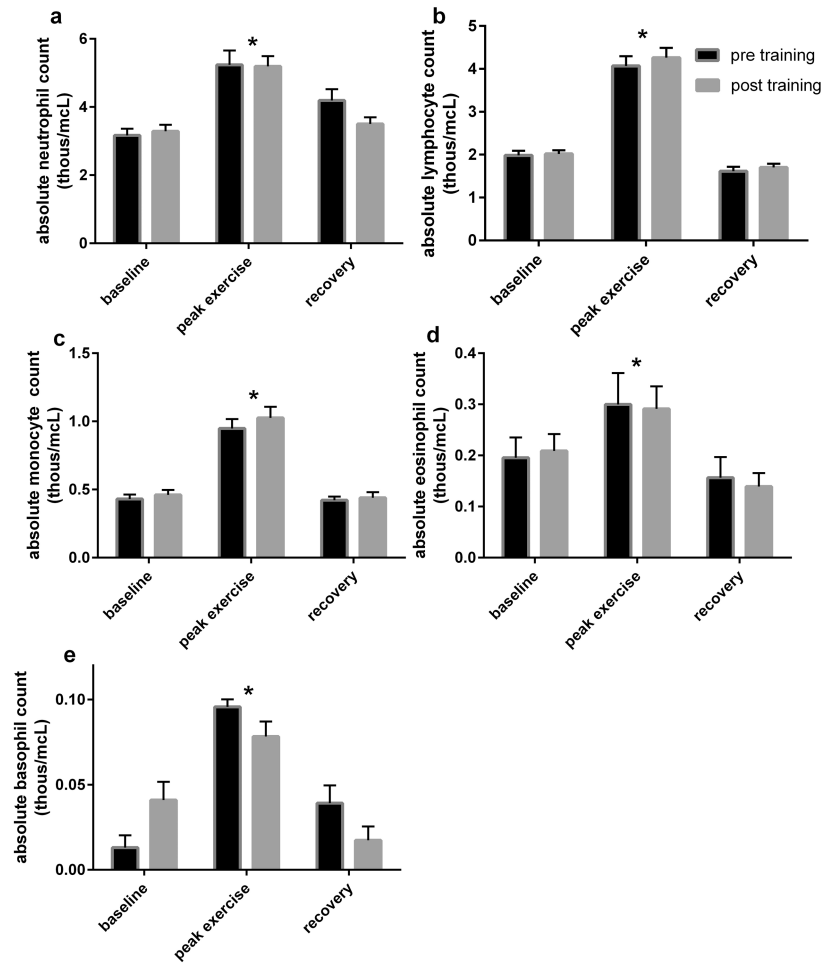 a
absolute neutrophil count
(thous/mcL)
6
4
2
0
*
baseline
peak exercise
recovery
b
absolute lymphocyte count
(thous/mcL)
5
4
3
2
1
0
*
pre training
post training
baseline
peak exercise
recovery
c
absolute monocyte count
(thous/mcL)
1.5
1.0
0.5
0.0
*
baseline
peak exercise
recovery
d
absolute eosinophil count
(thous/mcL)
0.4
0.3
0.2
0.1
0.0
*
baseline
peak exercise
recovery
e
absolute basophil count
(thous/mcL)
0.10
0.05
0.00
*
baseline
peak exercise
recovery